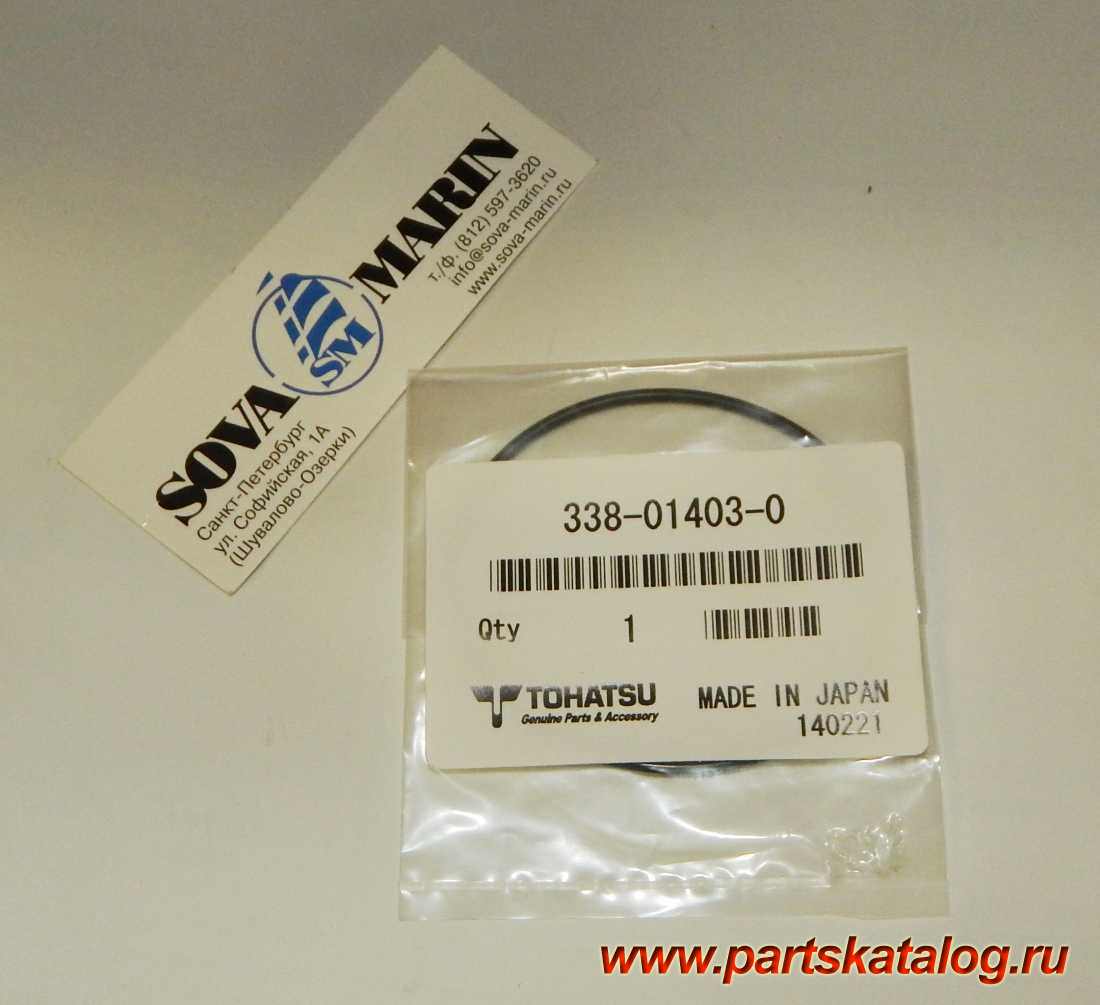 SOVA MARIN
SM
Санкт-Петербург
ул. Софийская, 1А
(Шувалово-Озерки)
т./ф. (812) 597-3620
info@sova-marin.ru
www.sova-marin.ru
338-01403-0
Qty 1
TOHATSU
Genuine Parts & Accessory
MADE IN JAPAN
140221
www.partskatalog.ru